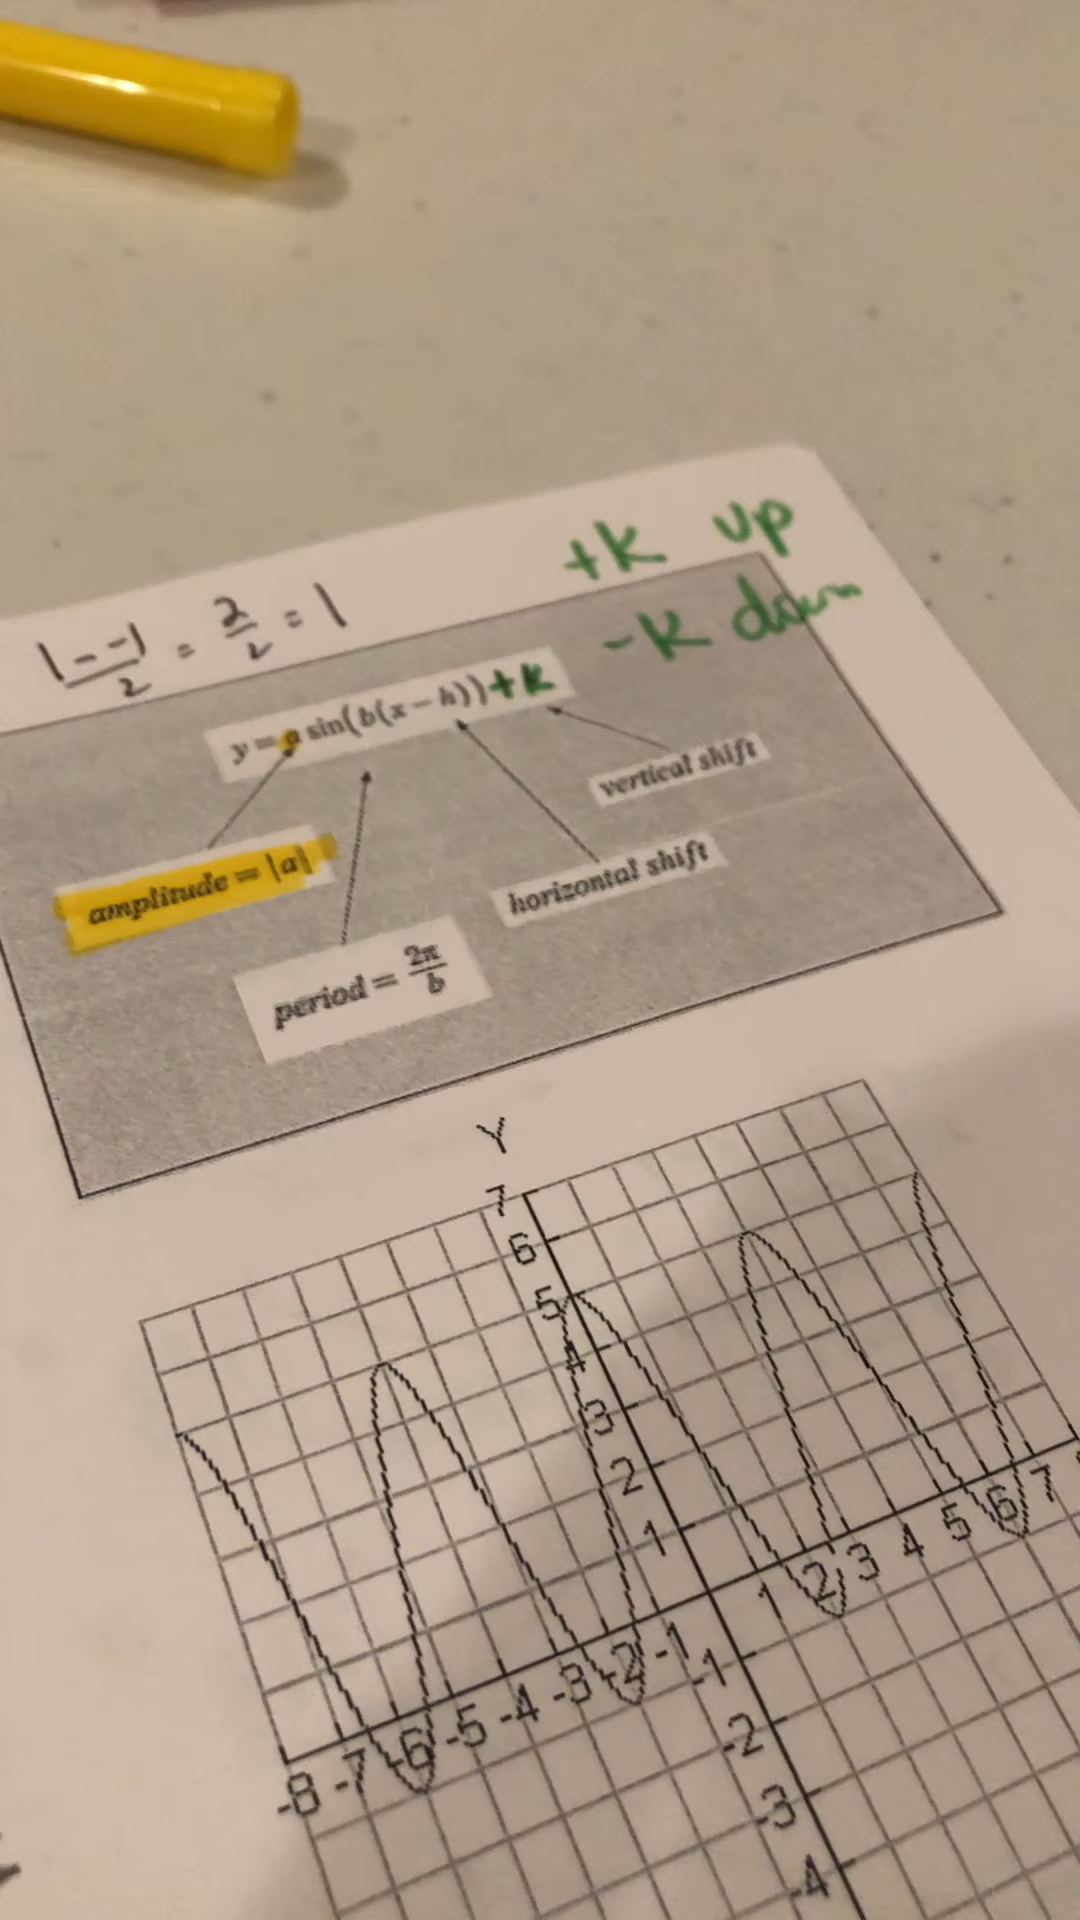 +K up
-K down
1--1/2 = 2/2 = 1
y = a sin(b(x − h))+k
vertical shift
amplitude = |a|
horizontal shift
period = 2π/b
Y
7
6
5
4
3
2
1
-8 -7 -6 -5 -4 -3 -2 -1 1 2 3 4 5 6 7
-1
-2
-3
-4